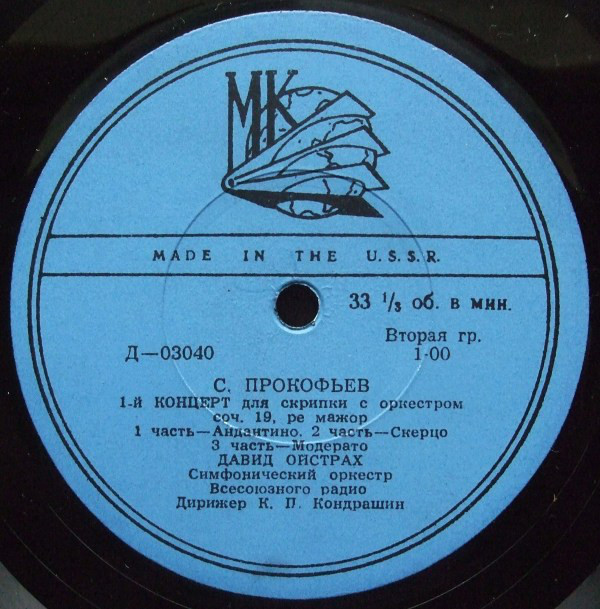 МК
MADE IN THE U.S.S.R.
33 1/3 об. в мин.
Вторая гр.
Д—03040 1-00
С. ПРОКОФЬЕВ
1-й КОНЦЕРТ для скрипки с оркестром
соч. 19, ре мажор
1 часть—Андантино. 2 часть—Скерцо
3 часть—Модерато
ДАВИД ОЙСТРАХ
Симфонический оркестр
Всесоюзного радио
Дирижер К. П. Кондрашин